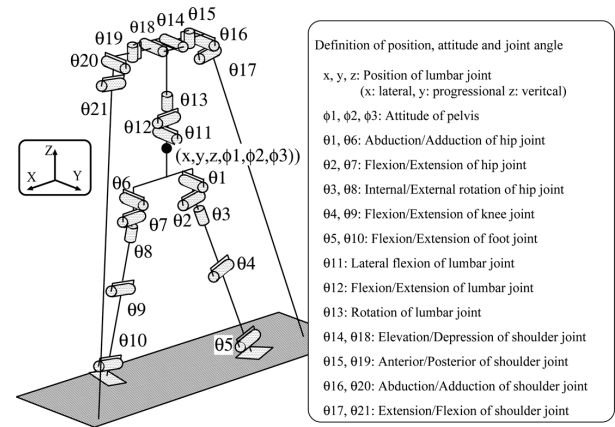 θ15
θ14
θ18
θ16
θ19
θ20
θ17
θ21
θ13
θ12
θ11
(x,y,z,ϕ1,ϕ2,ϕ3))
Z
X
Y
θ1
θ6
θ2
θ3
θ7
θ8
θ4
θ9
θ10
θ5
Definition of position, attitude and joint angle
x, y, z: Position of lumbar joint
(x: lateral, y: progressional z: veritcal)
ϕ1, ϕ2, ϕ3: Attitude of pelvis
θ1, θ6: Abduction/Adduction of hip joint
θ2, θ7: Flexion/Extension of hip joint
θ3, θ8: Internal/External rotation of hip joint
θ4, θ9: Flexion/Extension of knee joint
θ5, θ10: Flexion/Extension of foot joint
θ11: Lateral flexion of lumbar joint
θ12: Flexion/Extension of lumbar joint
θ13: Rotation of lumbar joint
θ14, θ18: Elevation/Depression of shoulder joint
θ15, θ19: Anterior/Posterior of shoulder joint
θ16, θ20: Abduction/Adduction of shoulder joint
θ17, θ21: Extension/Flexion of shoulder joint